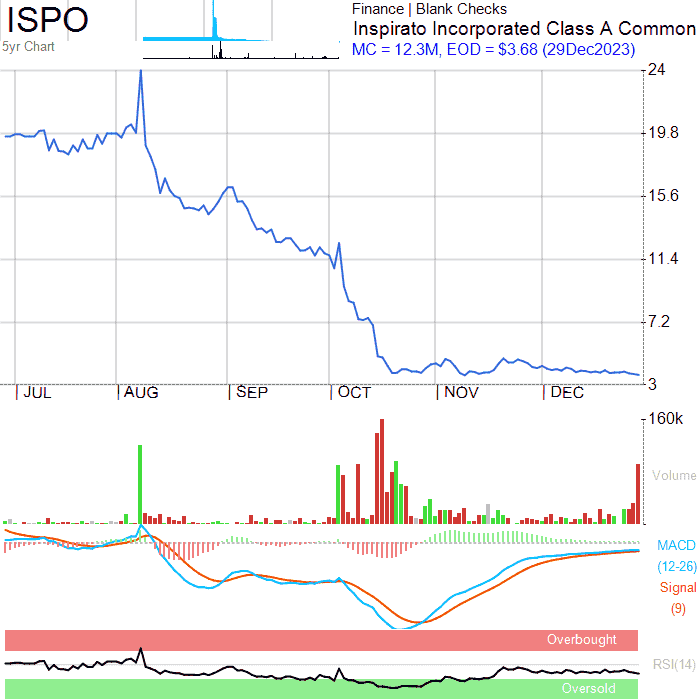 ISPO
5yr Chart
Finance | Blank Checks
Inspirato Incorporated Class A Common
MC = 12.3M, EOD = $3.68 (29Dec2023)
24
19.8
15.6
11.4
7.2
3
JUL AUG SEP OCT NOV DEC
160k
Volume
MACD
(12-26)
Signal
(9)
Overbought
RSI(14)
Oversold